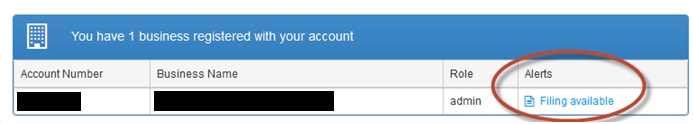 You have 1 business registered with your account
Account Number Business Name Role Alerts
admin Filing available